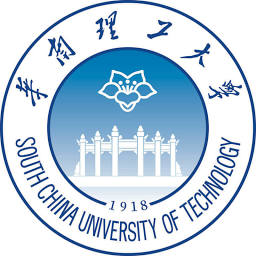 华南理工大学
1918
SOUTH CHINA UNIVERSITY OF TECHNOLOGY